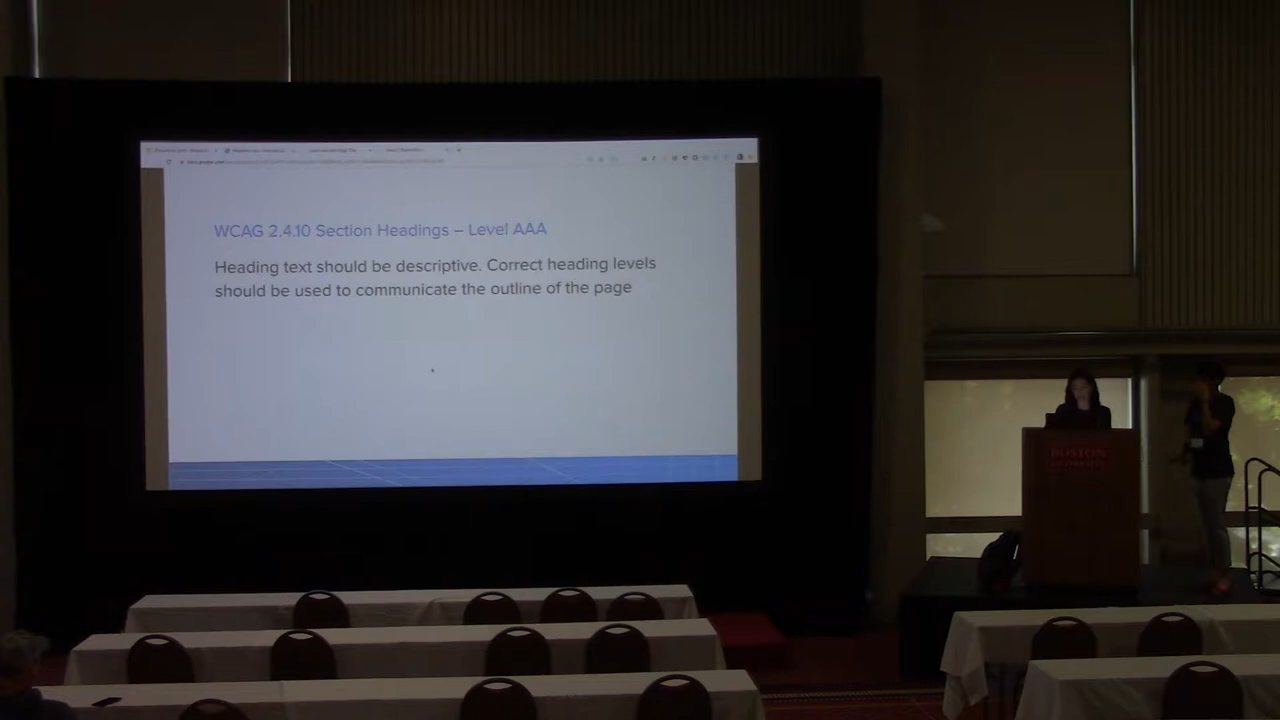 WCAG 2.4.10 Section Headings – Level AAA
Heading text should be descriptive. Correct heading levels
should be used to communicate the outline of the page
BOSTON